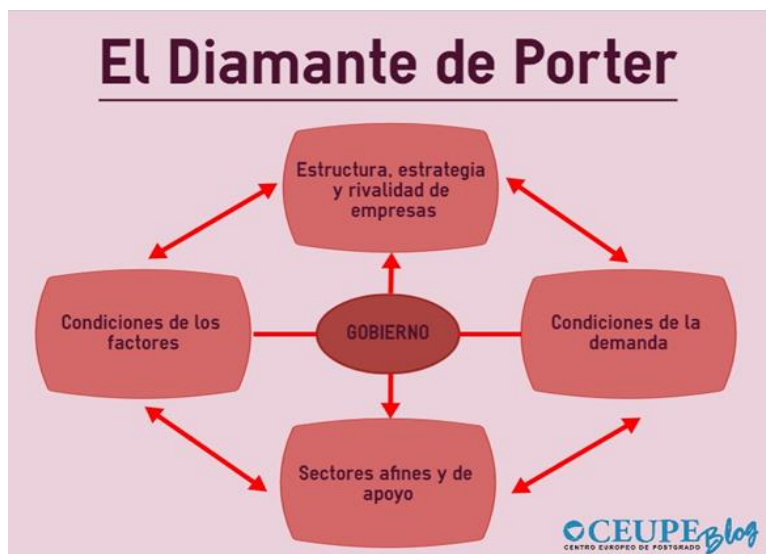 El Diamante de Porter
Estructura, estrategia
y rivalidad de
empresas
Condiciones de los
factores
GOBIERNO
Condiciones de la
demanda
Sectores afines y de
apoyo
CEUPE Blog
CENTRO EUROPEO DE POSTGRADO